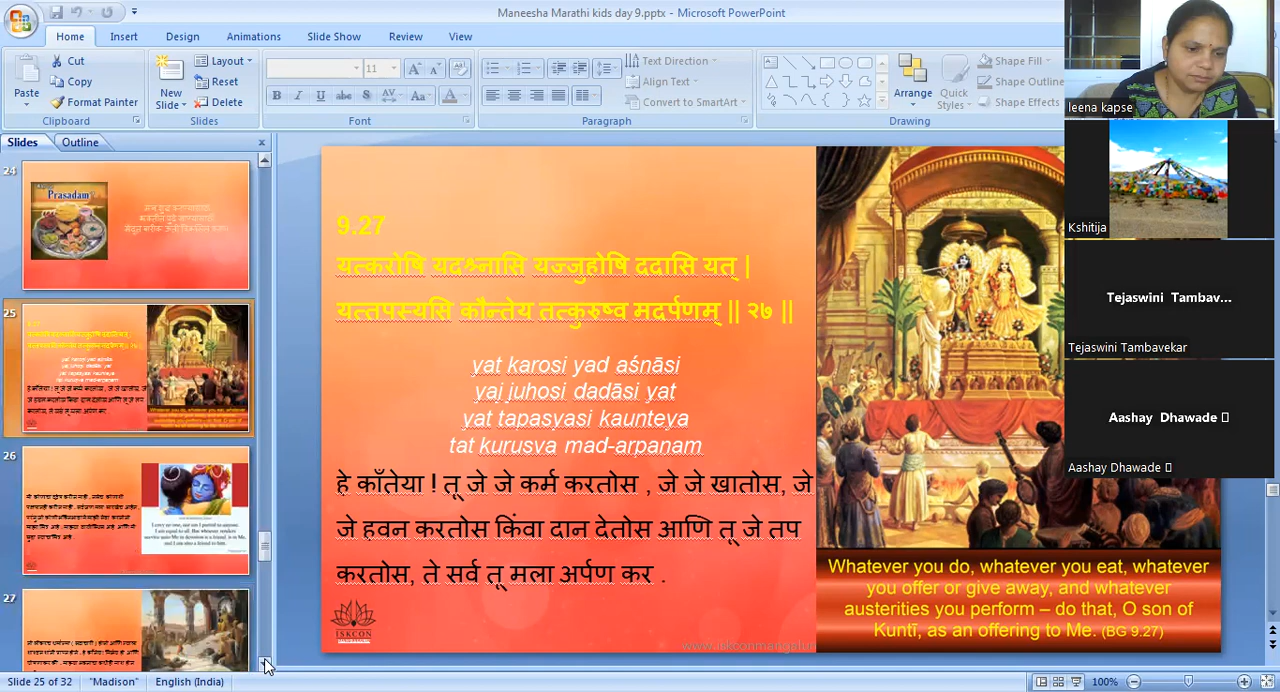 Maneesha Marathi kids day 9.pptx - Microsoft PowerPoint
Home Insert Design Animations Slide Show Review View
Cut
Copy
Format Painter
Paste
Clipboard
New
Slide
Layout
Reset
Delete
Slides
11
Font
Text Direction
Align Text
Convert to SmartArt
Paragraph
Arrange
Quick
Styles
Shape Fill
Shape Outline
Shape Effects
Drawing
leena kapse
Kshitija
Tejaswini Tambav...
Tejaswini Tambavekar
Aashay Dhawade
Aashay Dhawade
Slides Outline
24
Prasadam?
25
26
27
9.27
यत्करोषि यदश्नासि यज्जुहोषि ददासि यत् |
यत्तपस्यसि कौन्तेय तत्कुरुष्व मदर्पणम् || २७ ||
yat karosi yad aśnāsi
yaj juhosi dadāsi yat
yat tapasyasi kaunteya
tat kurusva mad-arpanam
हे कौंतेया ! तू जे जे कर्म करतोस , जे जे खातोस, जे
जे हवन करतोस किंवा दान देतोस आणि तू जे तप
करतोस, ते सर्व तू मला अर्पण कर .
ISKCON
Whatever you do, whatever you eat, whatever
you offer or give away, and whatever
austerities you perform – do that, O son of
Kuntī, as an offering to Me. (BG 9.27)
Slide 25 of 32 "Madison" English (India)
100%